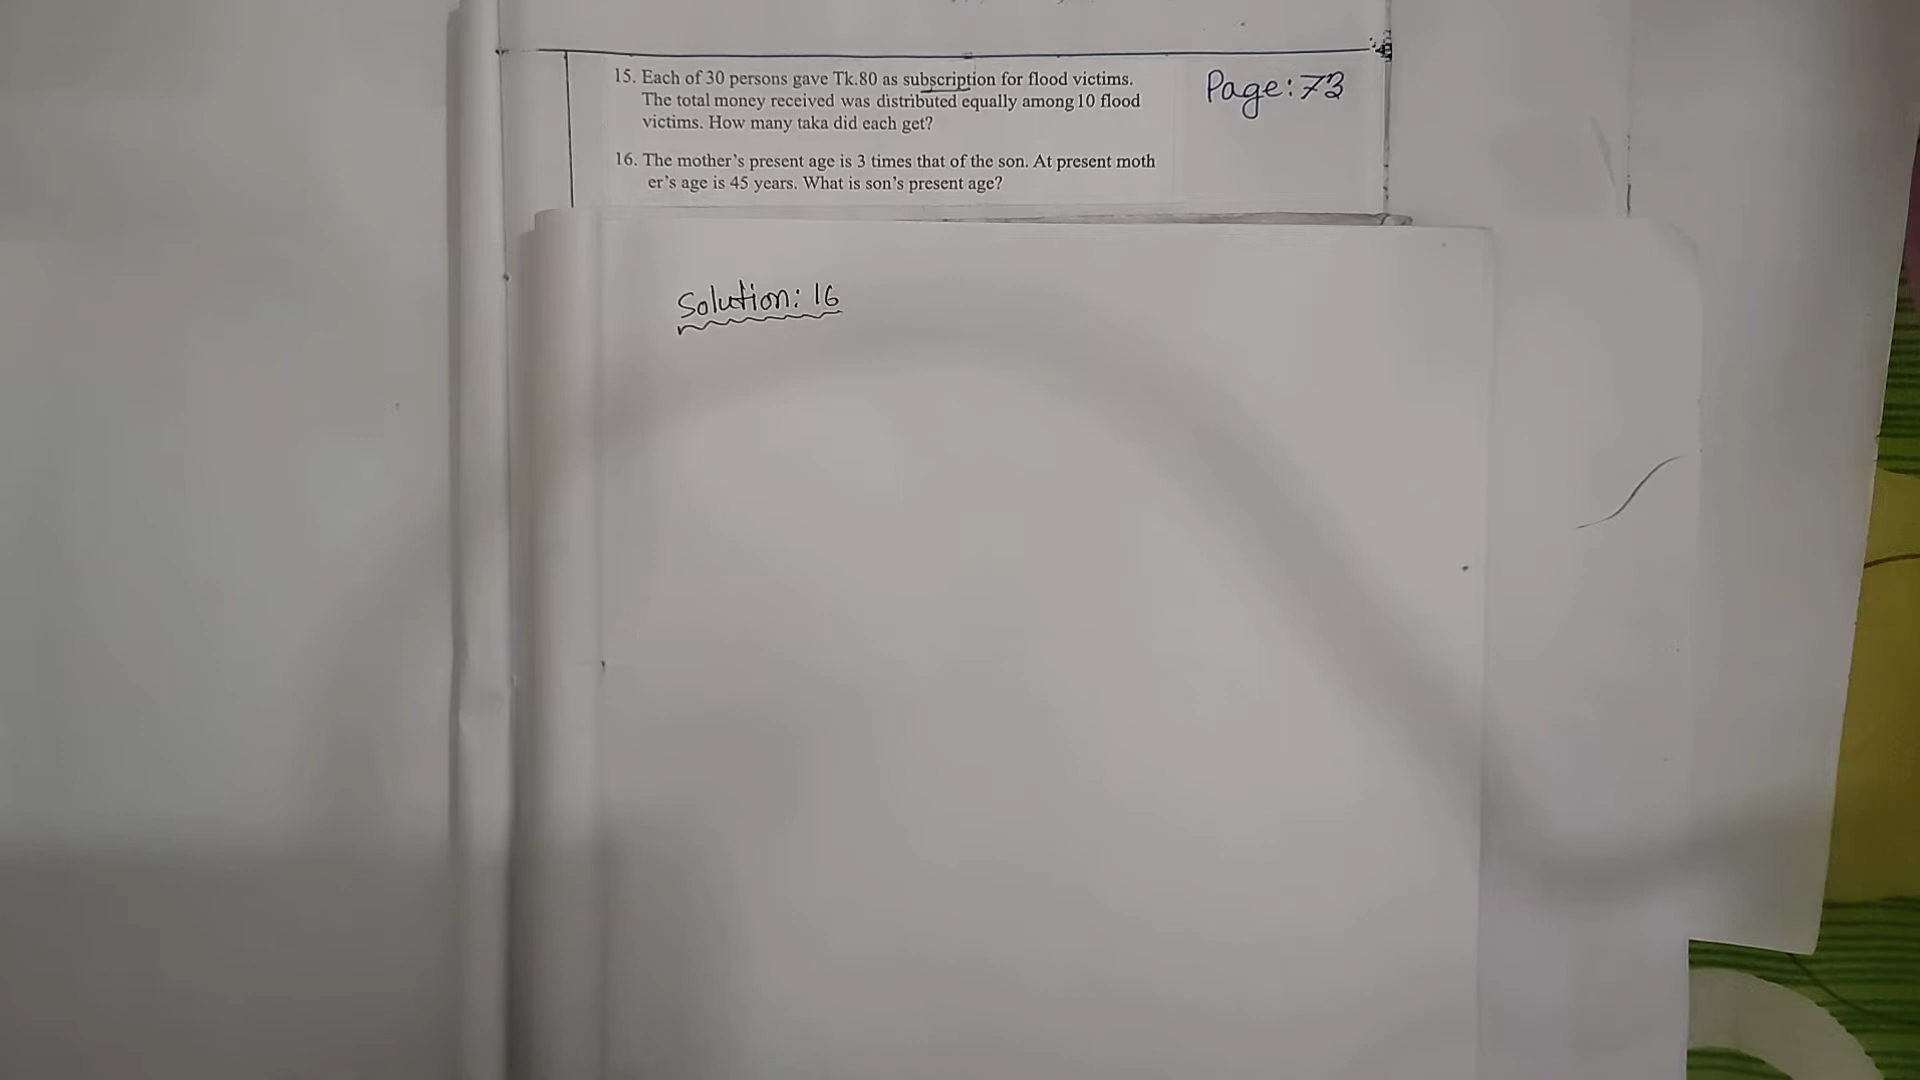 15. Each of 30 persons gave Tk.80 as subscription for flood victims.
The total money received was distributed equally among 10 flood
victims. How many taka did each get?
Page: 73
16. The mother's present age is 3 times that of the son. At present moth
er's age is 45 years. What is son's present age?
Solution: 16